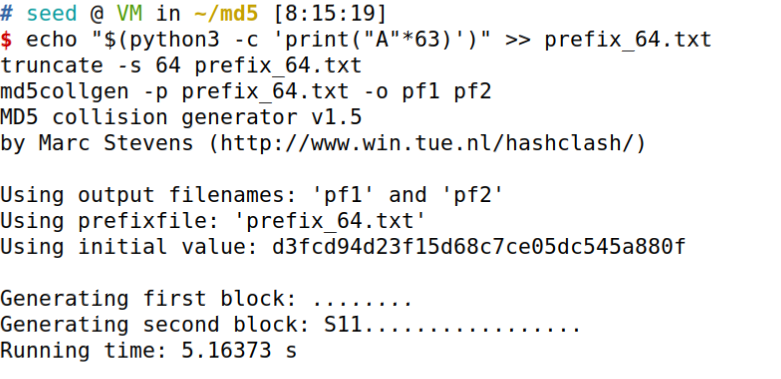 # seed @ VM in ~/md5 [8:15:19]
$ echo "$(python3 -c 'print("A"*63)')" >> prefix_64.txt
truncate -s 64 prefix_64.txt
md5collgen -p prefix_64.txt -o pf1 pf2
MD5 collision generator v1.5
by Marc Stevens (http://www.win.tue.nl/hashclash/)

Using output filenames: 'pf1' and 'pf2'
Using prefixfile: 'prefix_64.txt'
Using initial value: d3fcd94d23f15d68c7ce05dc545a880f

Generating first block: ........
Generating second block: S11.................
Running time: 5.16373 s